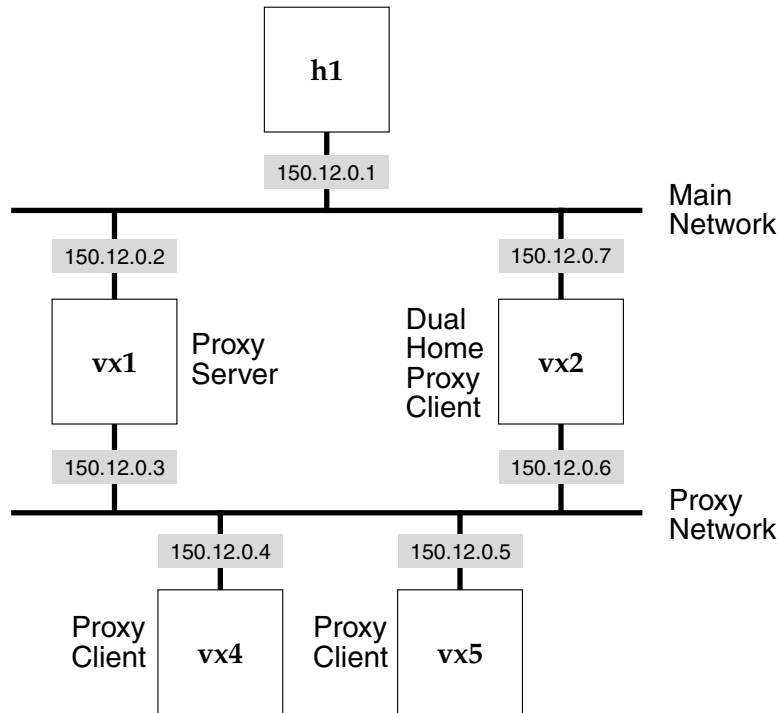 h1
150.12.0.1
Main
Network
150.12.0.2
150.12.0.7
vx1
Proxy
Server
Dual
Home
Proxy
Client
vx2
150.12.0.3
150.12.0.6
Proxy
Network
150.12.0.4
150.12.0.5
Proxy
Client
vx4
Proxy
Client
vx5